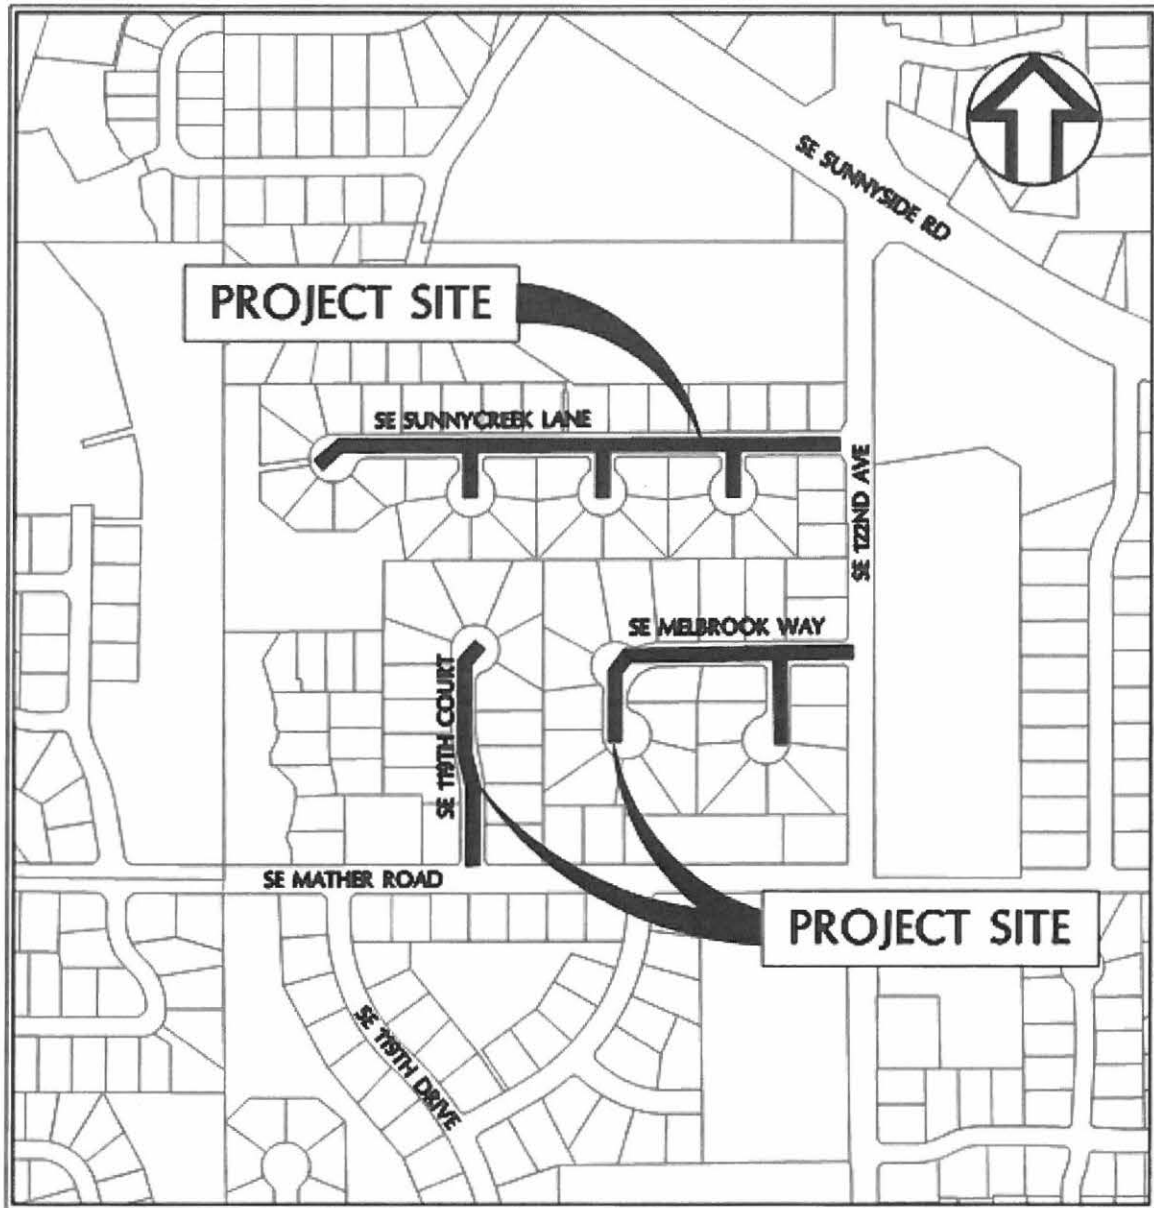 SE SUNNYSIDE RD
PROJECT SITE
SE SUNNYCREEK LANE
SE 122ND AVE
SE MELBROOK WAY
SE 119TH COURT
SE MATHER ROAD
PROJECT SITE
SE 119TH DRIVE